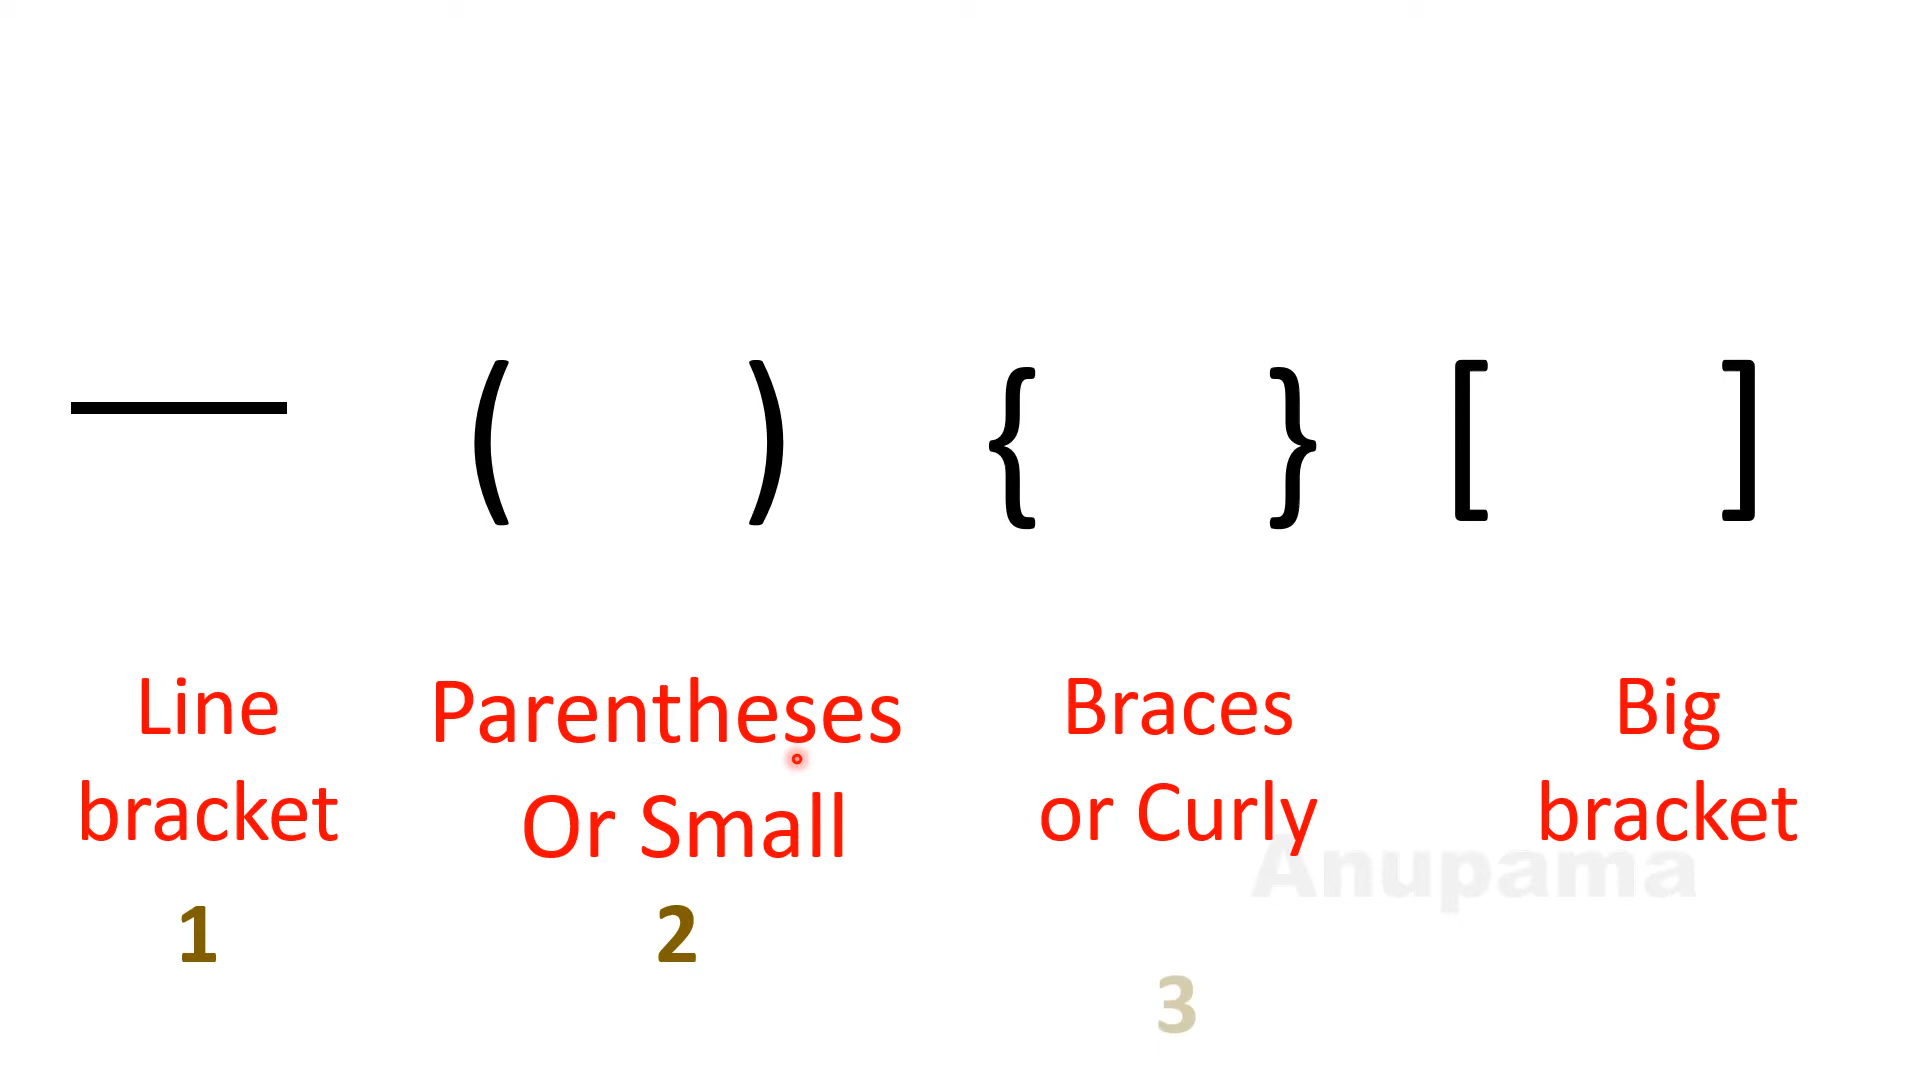 — ( ) { } [ ]
Line bracket
Parentheses Or Small
Braces or Curly
Big bracket
Anupama
1 2
3